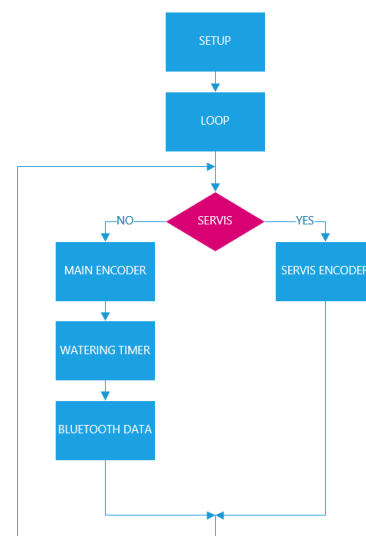 SETUP
LOOP
SERVIS
NO
YES
MAIN ENCODER
SERVIS ENCODER
WATERING TIMER
BLUETOOTH DATA